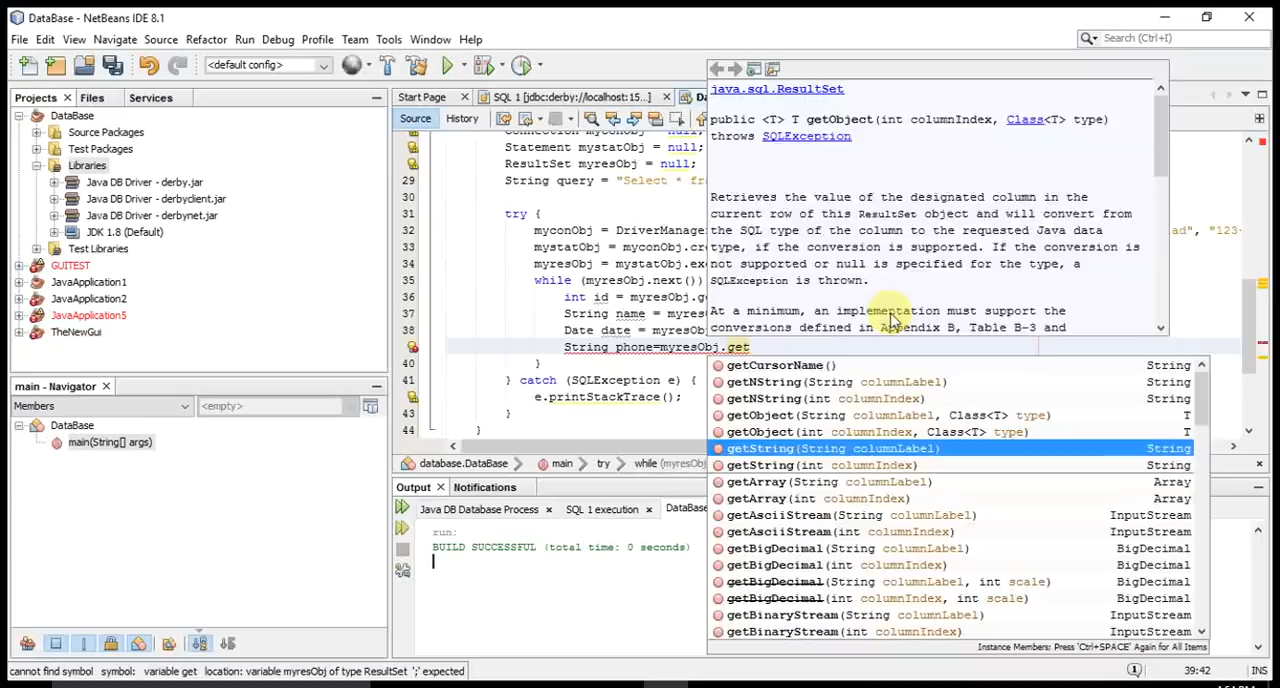 DataBase - NetBeans IDE 8.1
File Edit View Navigate Source Refactor Run Debug Profile Team Tools Window Help
Search (Ctrl+I)
<default config>
Projects Files Services
Start Page SQL 1 [jdbc:derby://localhost:15...]
Source History
DataBase
Source Packages
Test Packages
Libraries
Java DB Driver - derby.jar
Java DB Driver - derbyclient.jar
Java DB Driver - derbynet.jar
JDK 1.8 (Default)
Test Libraries
GUITEST
JavaApplication1
JavaApplication2
JavaApplication5
TheNewGui
main - Navigator
Members <empty>
DataBase
main(String[] args)
Connection myconObj = null;
Statement mystatObj = null;
ResultSet myresObj = null;
29 String query = "Select * fr
30
31 try {
32 myconObj = DriverManage
ad", "123
33 mystatObj = myconObj.cr
34 myresObj = mystatObj.ex
35 while (myresObj.next())
36 int id = myresObj.g
37 String name = myres
38 Date date = myresOb
String phone=myresObj.get
40 }
41 } catch (SQLException e) {
e.printStackTrace();
43 }
44 }
java.sql.ResultSet
public <T> T getObject(int columnIndex, Class<T> type)
throws SQLException
Retrieves the value of the designated column in the
current row of this ResultSet object and will convert from
the SQL type of the column to the requested Java data
type, if the conversion is supported. If the conversion is
not supported or null is specified for the type, a
SQLException is thrown.
At a minimum, an implementation must support the
conversions defined in Appendix B, Table B-3 and
getCursorName() String
getNString(String columnLabel) String
getNString(int columnIndex) String
getObject(String columnLabel, Class<T> type) T
getObject(int columnIndex, Class<T> type) T
getString(String columnLabel) String
getString(int columnIndex) String
getArray(String columnLabel) Array
getArray(int columnIndex) Array
getAsciiStream(String columnLabel) InputStream
getAsciiStream(int columnIndex) InputStream
getBigDecimal(String columnLabel) BigDecimal
getBigDecimal(int columnIndex) BigDecimal
getBigDecimal(String columnLabel, int scale) BigDecimal
getBigDecimal(int columnIndex, int scale) BigDecimal
getBinaryStream(String columnLabel) InputStream
getBinaryStream(int columnIndex) InputStream
Instance Members; Press 'Ctrl+SPACE' Again for All Items
database.DataBase main try while (myresObj
Output Notifications
Java DB Database Process SQL 1 execution DataBas
run:
BUILD SUCCESSFUL (total time: 0 seconds)
cannot find symbol symbol: variable get location: variable myresObj of type ResultSet ';' expected
1 39:42 INS